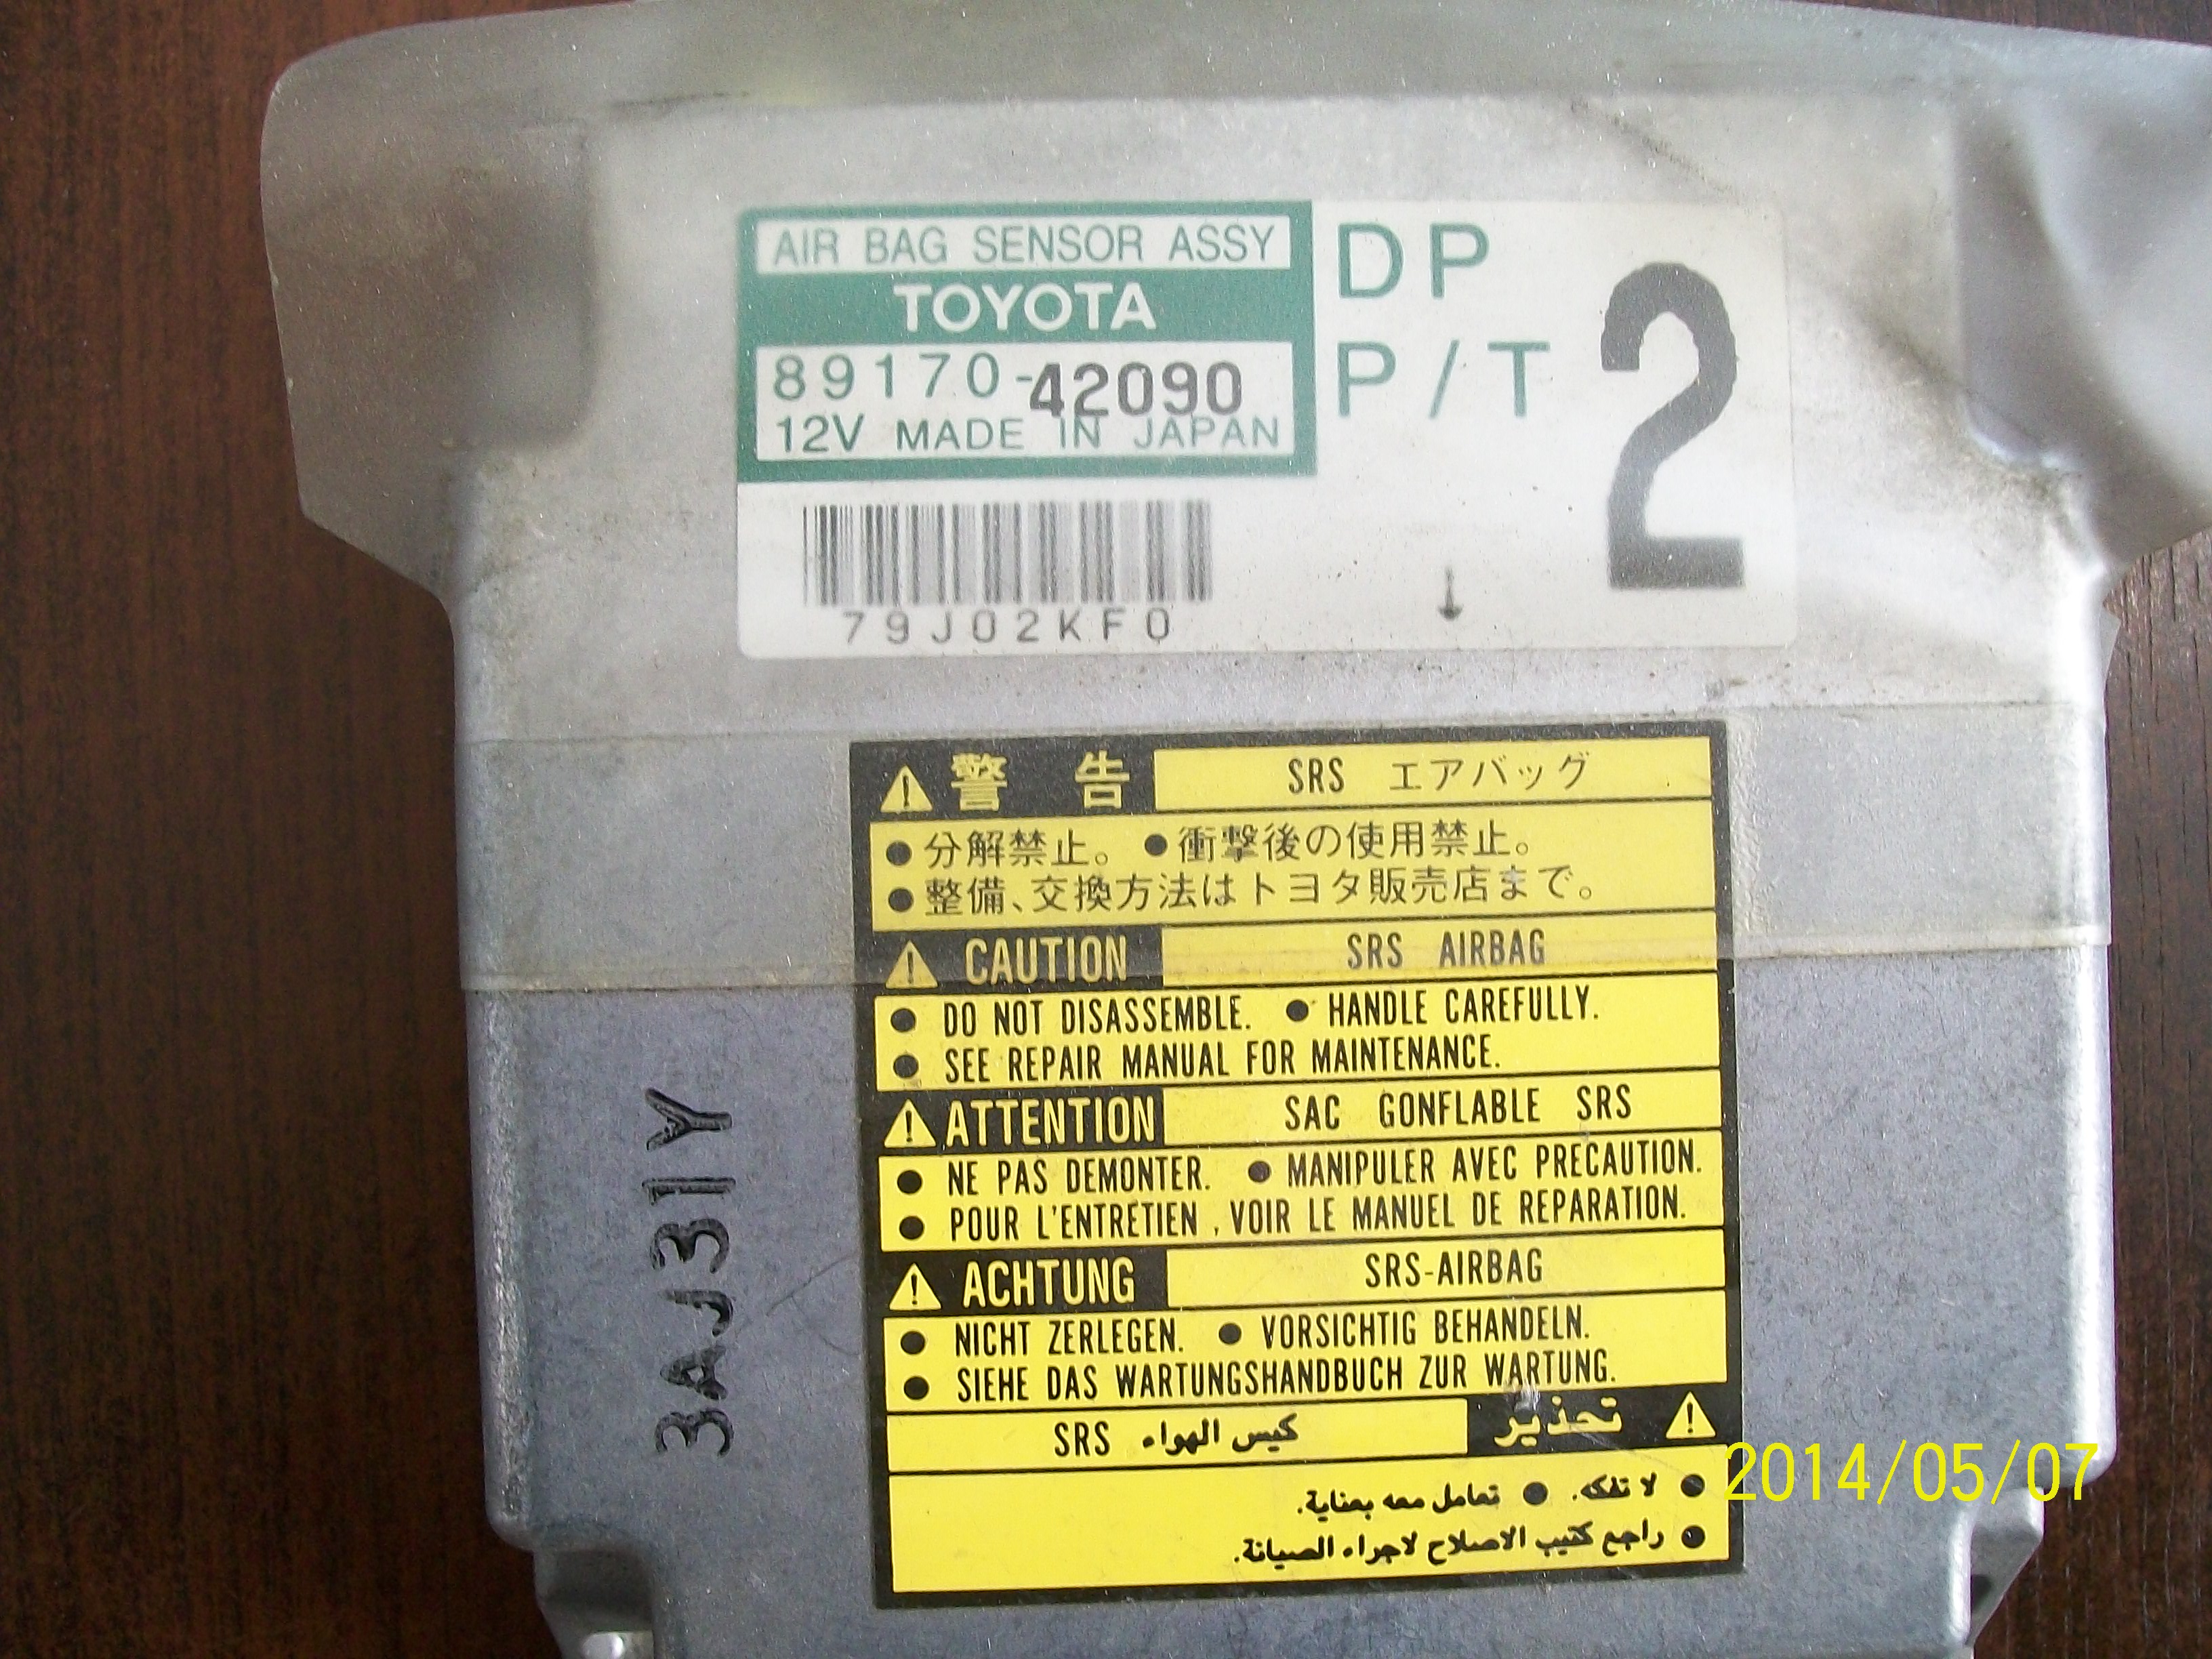 AIR BAG SENSOR ASSY
TOYOTA
89170-42090
12V MADE IN JAPAN
DP
P/T
2
79J02KF0
警告 SRS エアバッグ
●分解禁止。 ●衝撃後の使用禁止。
●整備、交換方法はトヨタ販売店まで。
CAUTION SRS AIRBAG
● DO NOT DISASSEMBLE. ● HANDLE CAREFULLY.
● SEE REPAIR MANUAL FOR MAINTENANCE.
ATTENTION SAC GONFLABLE SRS
● NE PAS DEMONTER. ● MANIPULER AVEC PRECAUTION.
● POUR L'ENTRETIEN , VOIR LE MANUEL DE REPARATION.
ACHTUNG SRS-AIRBAG
● NICHT ZERLEGEN. ● VORSICHTIG BEHANDELN.
● SIEHE DAS WARTUNGSHANDBUCH ZUR WARTUNG.
تحذير كيس الهواء SRS
● لا تفكه. ● تعامل معه بعناية.
● راجع كتيب الاصلاح لاجراء الصيانة.
3AJ31Y
2014/05/07